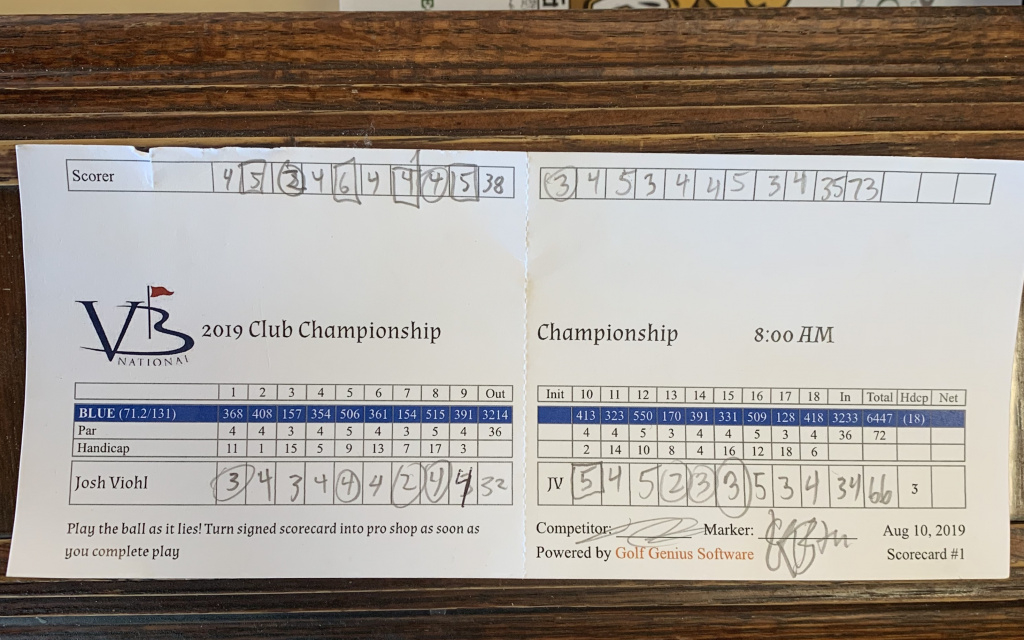 Scorer 4 5 2 4 6 4 4 4 5 38 3 4 5 3 4 4 5 3 4 35 73
VB
NATIONAL
2019 Club Championship Championship 8:00 AM
1 2 3 4 5 6 7 8 9 Out Init 10 11 12 13 14 15 16 17 18 In Total Hdcp Net
BLUE (71.2/131) 368 408 157 354 506 361 154 515 391 3214 413 323 550 170 391 331 509 128 418 3233 6447 (18)
Par 4 4 3 4 5 4 3 5 4 36 4 4 5 3 4 4 5 3 4 36 72
Handicap 11 1 15 5 9 13 7 17 3 2 14 10 8 4 16 12 18 6
Josh Viohl 3 4 3 4 4 4 2 4 4 32 JV 5 4 5 2 3 3 5 3 4 34 66 3
Play the ball as it lies! Turn signed scorecard into pro shop as soon as
you complete play
Competitor: Marker: Aug 10, 2019
Powered by Golf Genius Software Scorecard #1